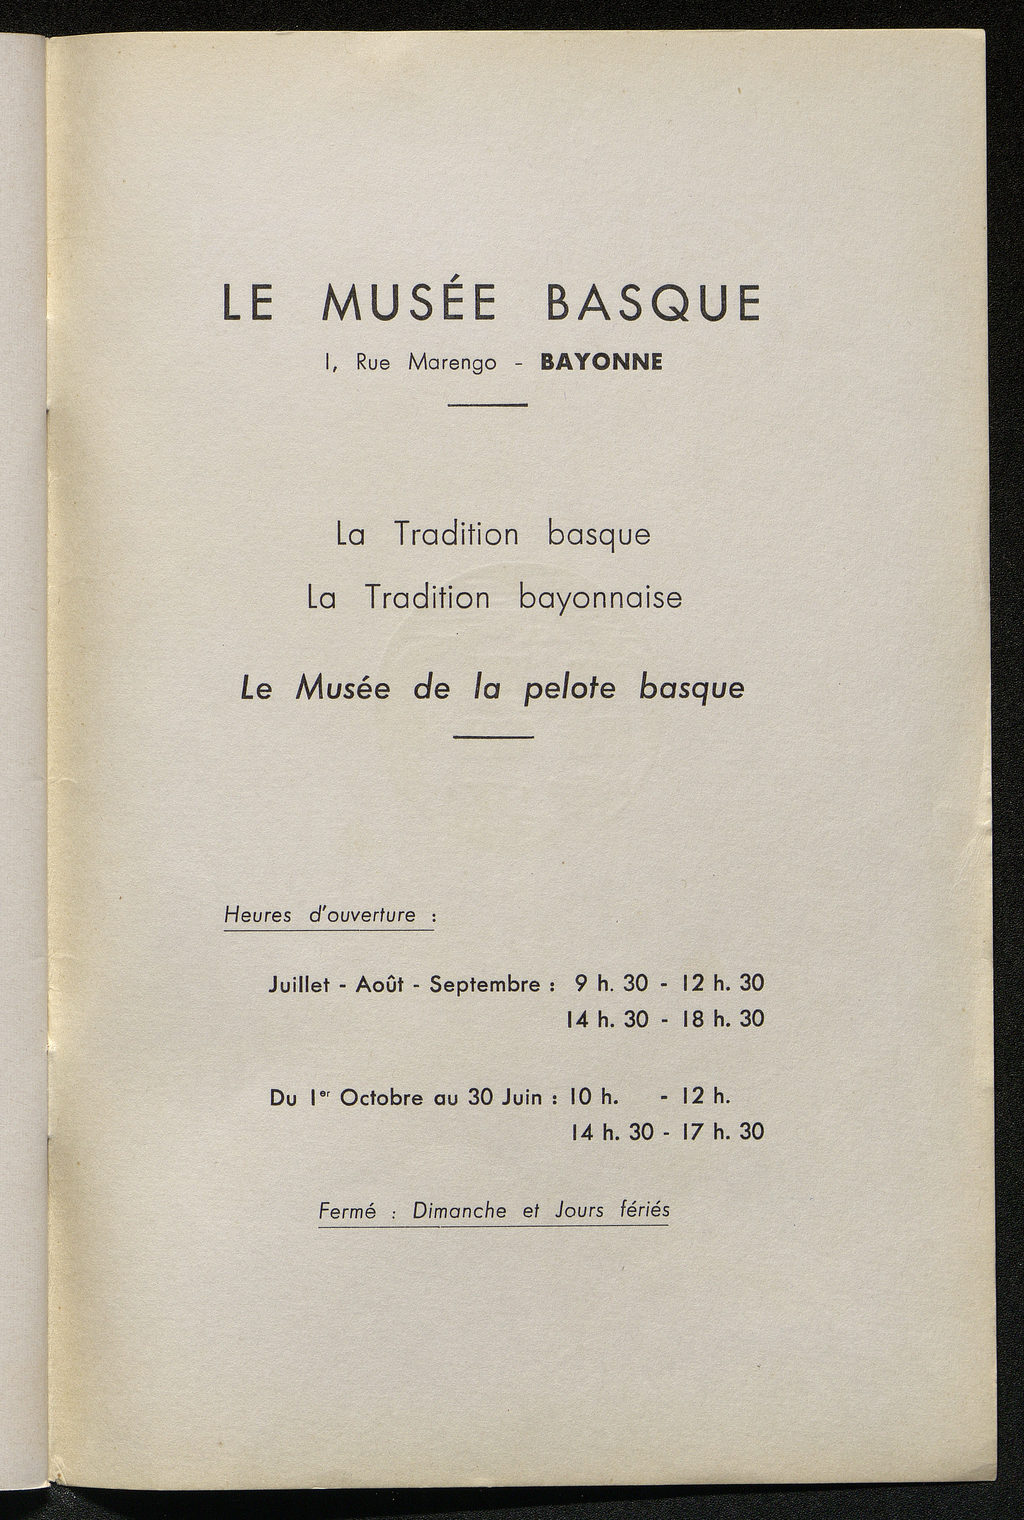 LE MUSÉE BASQUE
1, Rue Marengo - BAYONNE
La Tradition basque
La Tradition bayonnaise
Le Musée de la pelote basque
Heures d'ouverture :
Juillet - Août - Septembre : 9 h. 30 - 12 h. 30
14 h. 30 - 18 h. 30
Du 1er Octobre au 30 Juin : 10 h. - 12 h.
14 h. 30 - 17 h. 30
Fermé : Dimanche et Jours fériés